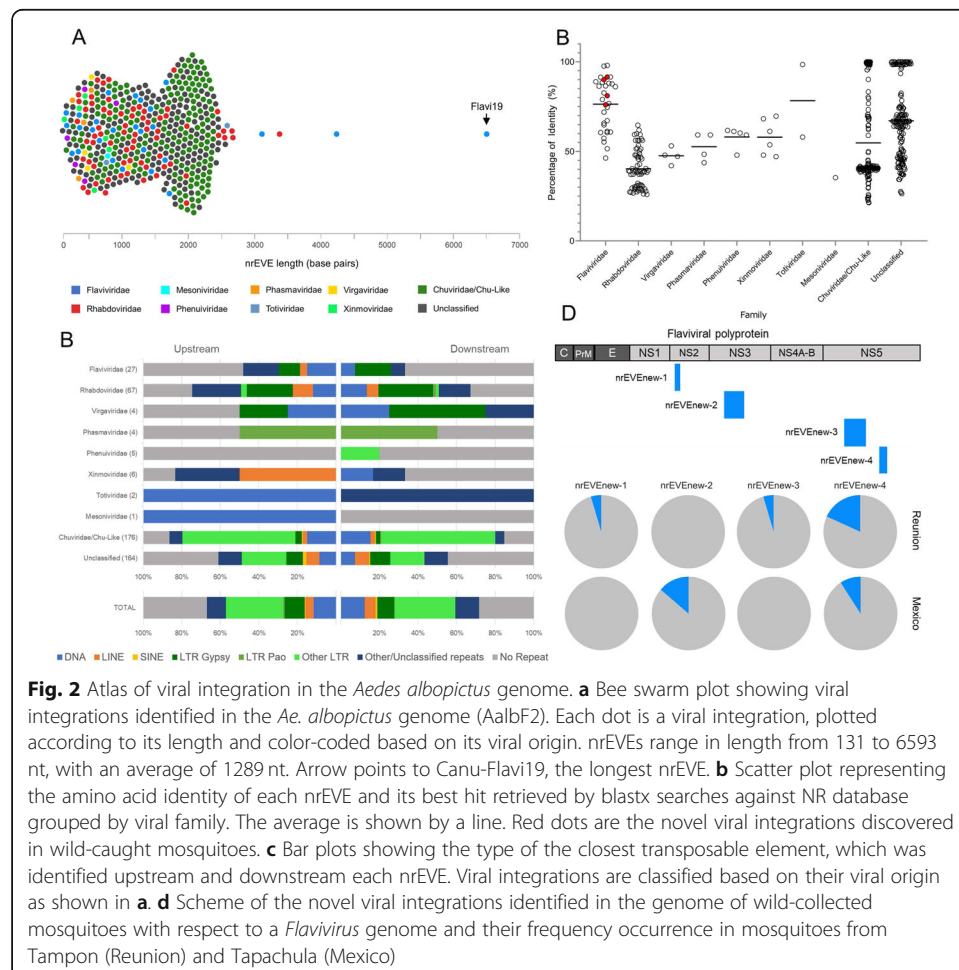 A
Flavi19
0 1000 2000 3000 4000 5000 6000 7000
nrEVE length (base pairs)
Flaviviridae Mesoniviridae Phasmaviridae Virgaviridae Chuviridae/Chu-Like
Rhabdoviridae Phenuiviridae Totiviridae Xinmoviridae Unclassified
B
Percentage of Identity (%)
100
50
0
Flaviviridae
Rhabdoviridae
Virgaviridae
Phasmaviridae
Phenuiviridae
Xinmoviridae
Totiviridae
Mesoniviridae
Chuviridae/Chu-Like
Unclassified
Family
B
Upstream Downstream
Flaviviridae (27)
Rhabdoviridae (67)
Virgaviridae (4)
Phasmaviridae (4)
Phenuiviridae (5)
Xinmoviridae (6)
Totiviridae (2)
Mesoniviridae (1)
Chuviridae/Chu-Like (176)
Unclassified (164)
100% 80% 60% 40% 20% 20% 40% 60% 80% 100%
TOTAL
100% 80% 60% 40% 20% 20% 40% 60% 80% 100%
DNA LINE SINE LTR Gypsy LTR Pao Other LTR Other/Unclassified repeats No Repeat
D
Flaviviral polyprotein
C PrM E NS1 NS2 NS3 NS4A-B NS5
nrEVEnew-1
nrEVEnew-2
nrEVEnew-3
nrEVEnew-4
nrEVEnew-1 nrEVEnew-2 nrEVEnew-3 nrEVEnew-4
Reunion
Mexico
Fig. 2 Atlas of viral integration in the Aedes albopictus genome. a Bee swarm plot showing viral
integrations identified in the Ae. albopictus genome (AalbF2). Each dot is a viral integration, plotted
according to its length and color-coded based on its viral origin. nrEVEs range in length from 131 to 6593
nt, with an average of 1289 nt. Arrow points to Canu-Flavi19, the longest nrEVE. b Scatter plot representing
the amino acid identity of each nrEVE and its best hit retrieved by blastx searches against NR database
grouped by viral family. The average is shown by a line. Red dots are the novel viral integrations discovered
in wild-caught mosquitoes. c Bar plots showing the type of the closest transposable element, which was
identified upstream and downstream each nrEVE. Viral integrations are classified based on their viral origin
as shown in a. d Scheme of the novel viral integrations identified in the genome of wild-collected
mosquitoes with respect to a Flavivirus genome and their frequency occurrence in mosquitoes from
Tampon (Reunion) and Tapachula (Mexico)